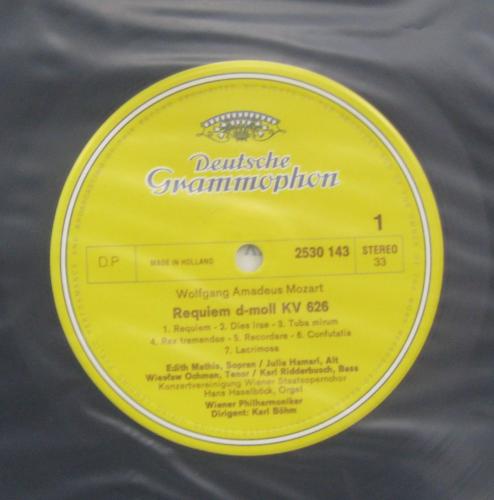 Deutsche
Grammophon
1
D.P
MADE IN HOLLAND
2530 143
STEREO
33
Wolfgang Amadeus Mozart
Requiem d-moll KV 626
1. Requiem - 2. Dies irae - 3. Tuba mirum
4. Rex tremendae - 5. Recordare - 6. Confutatis
7. Lacrimosa
Edith Mathis, Sopran / Julia Hamari, Alt
Wiesław Ochman, Tenor / Karl Ridderbusch, Bass
Konzertvereinigung Wiener Staatsopernchor
Hans Haselböck, Orgel
Wiener Philharmoniker
Dirigent: Karl Böhm